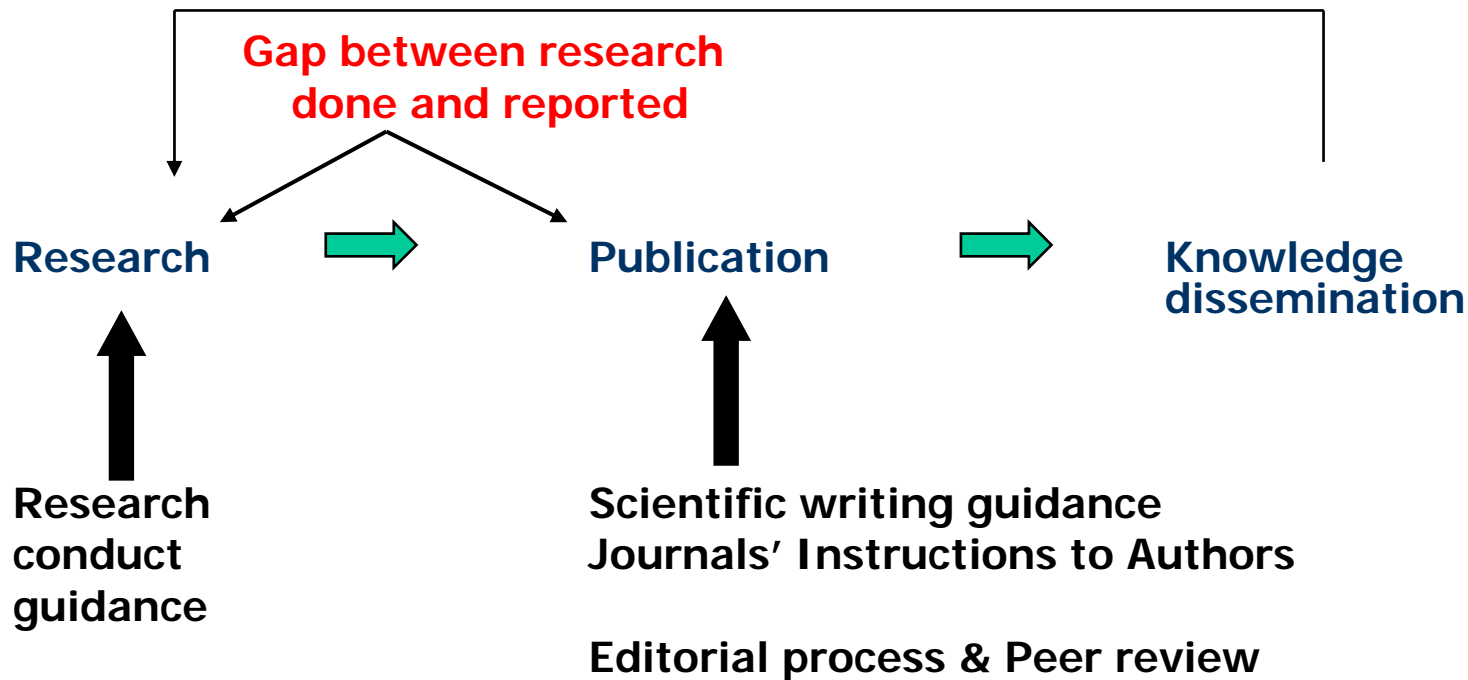 Gap between research
done and reported
Research
Publication
Knowledge
dissemination
Research
conduct
guidance
Scientific writing guidance
Journals’ Instructions to Authors
Editorial process & Peer review